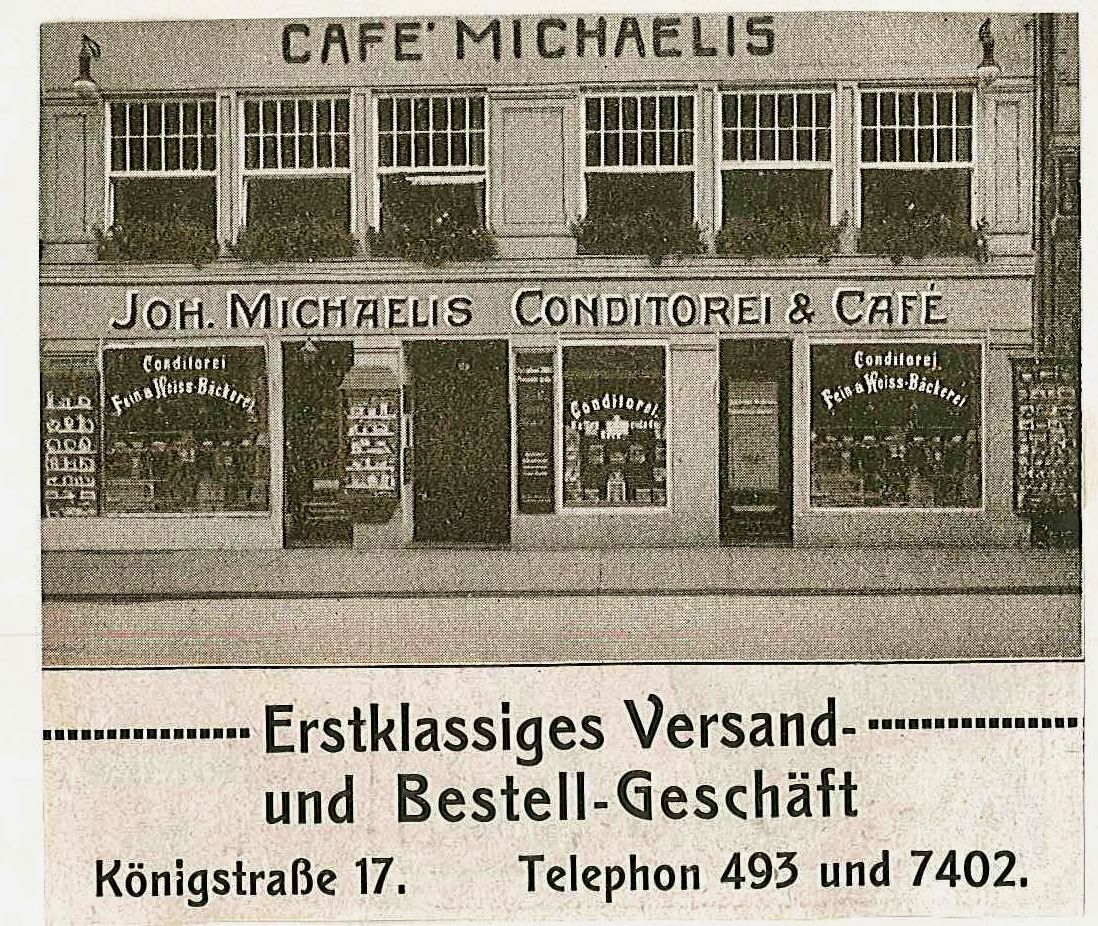 CAFE' MICHAELIS
JOH. MICHAELIS CONDITOREI & CAFÉ
Conditorei
Fein & Weiss-Bäckerei
Conditorei
Conditorei
Fein & Weiss-Bäckerei
Erstklassiges Versand-
und Bestell-Geschäft
Königstraße 17. Telephon 493 und 7402.